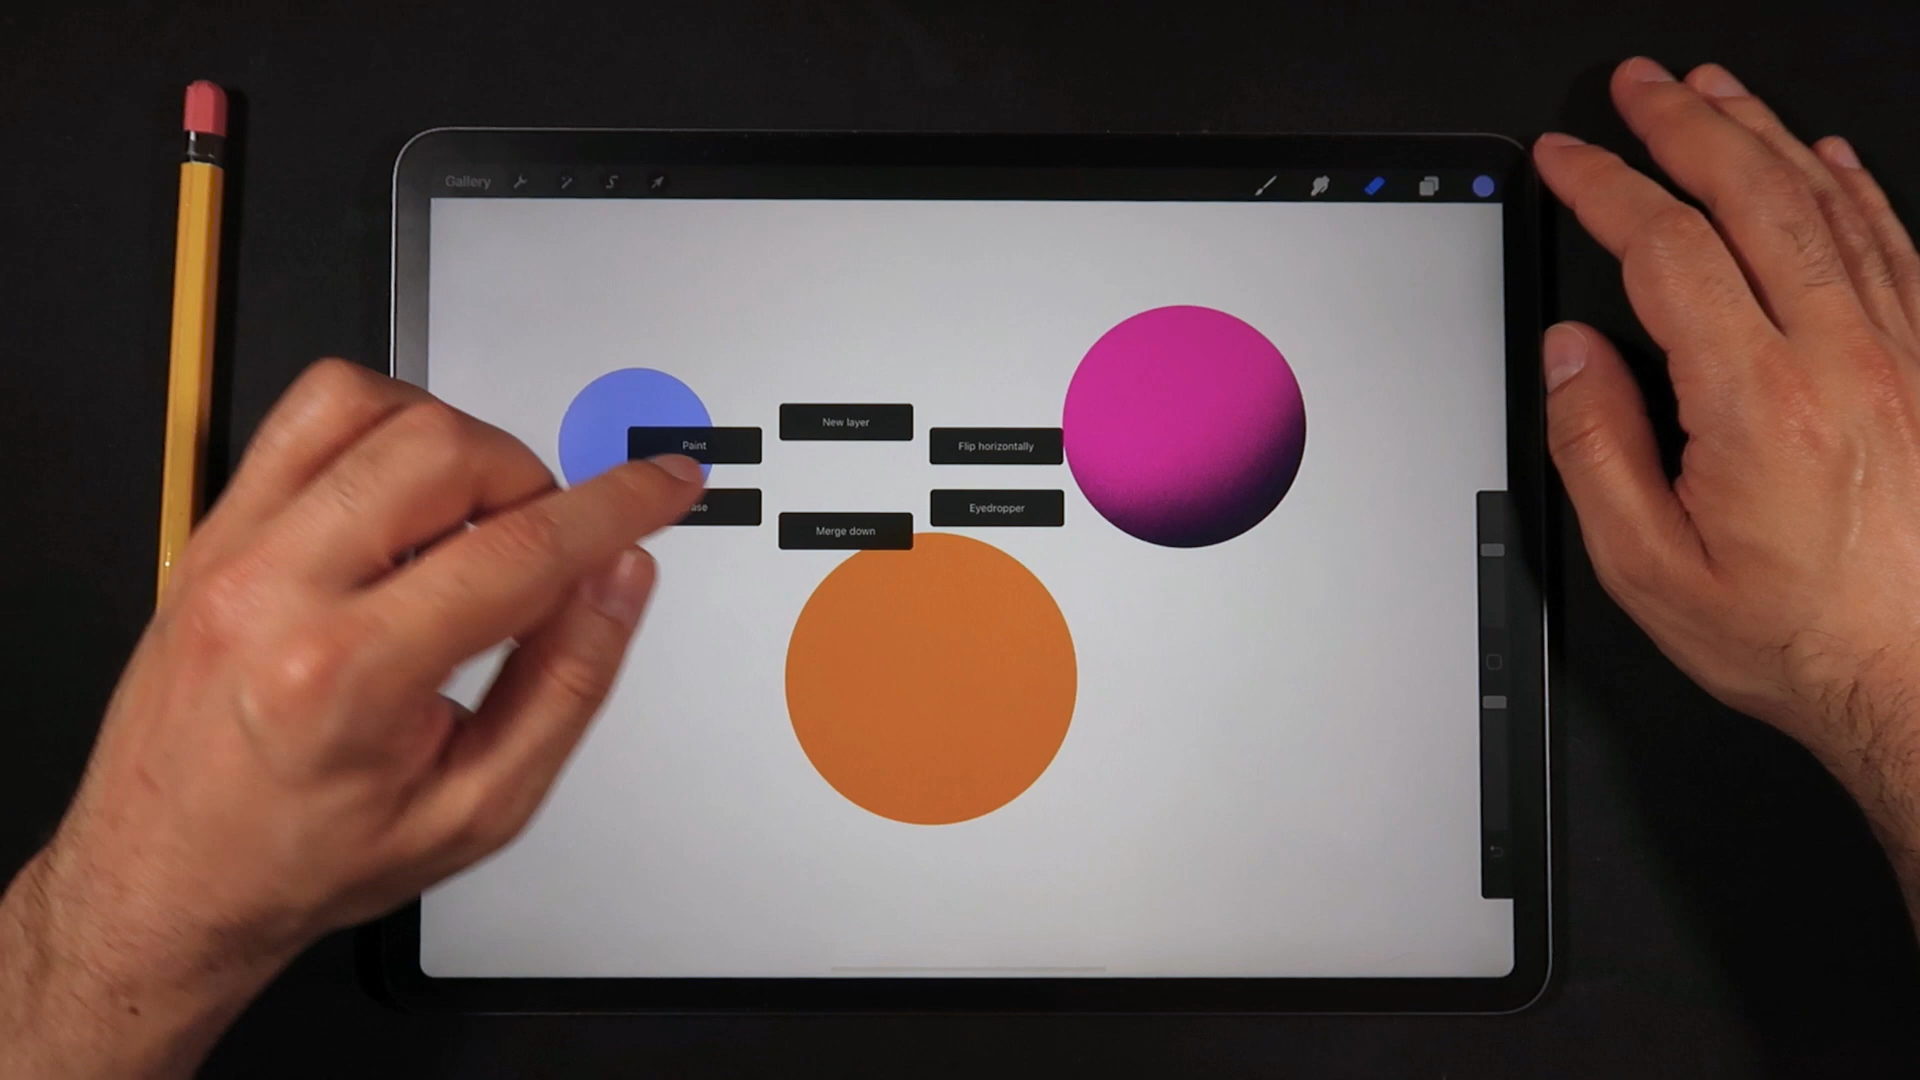 Gallery
New layer
Paint
Flip horizontally
Eyedropper
Merge down